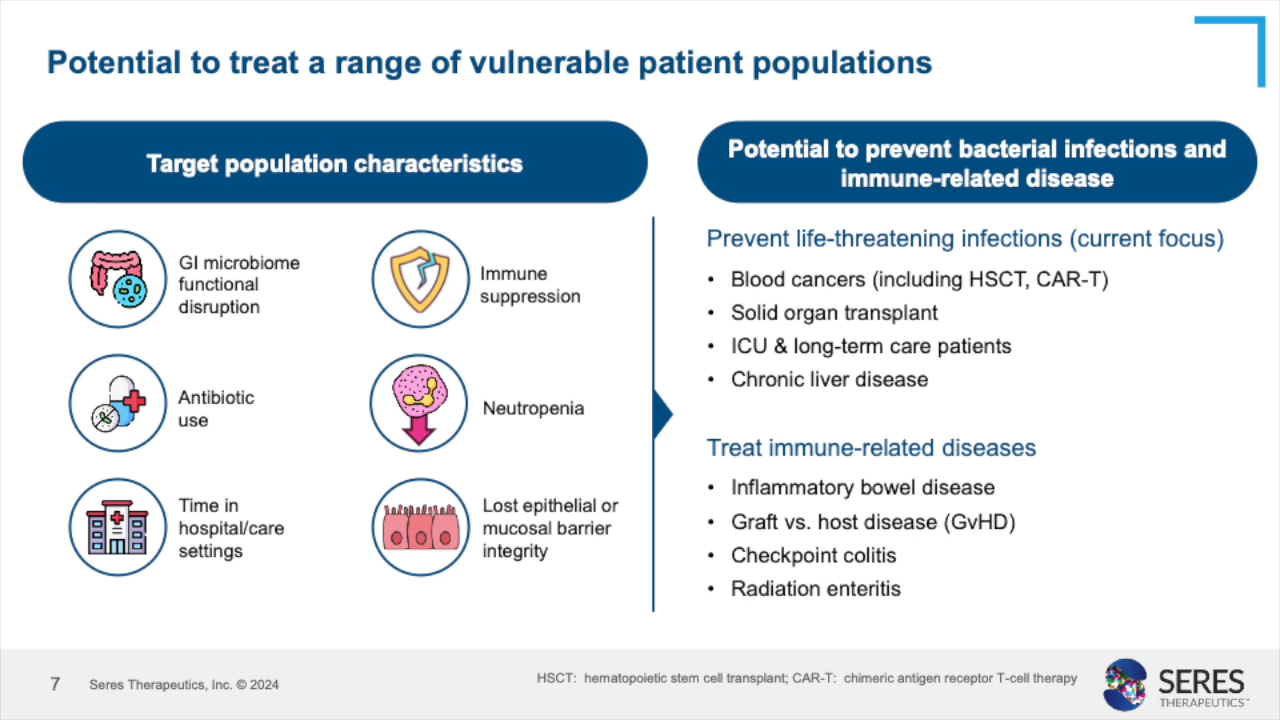 Potential to treat a range of vulnerable patient populations
Target population characteristics
GI microbiome
functional
disruption
Immune
suppression
Antibiotic
use
Neutropenia
Time in
hospital/care
settings
Lost epithelial or
mucosal barrier
integrity
Potential to prevent bacterial infections and
immune-related disease
Prevent life-threatening infections (current focus)
• Blood cancers (including HSCT, CAR-T)
• Solid organ transplant
• ICU & long-term care patients
• Chronic liver disease
Treat immune-related diseases
• Inflammatory bowel disease
• Graft vs. host disease (GvHD)
• Checkpoint colitis
• Radiation enteritis
7
Seres Therapeutics, Inc. © 2024
HSCT: hematopoietic stem cell transplant; CAR-T: chimeric antigen receptor T-cell therapy
SERES
THERAPEUTICS™